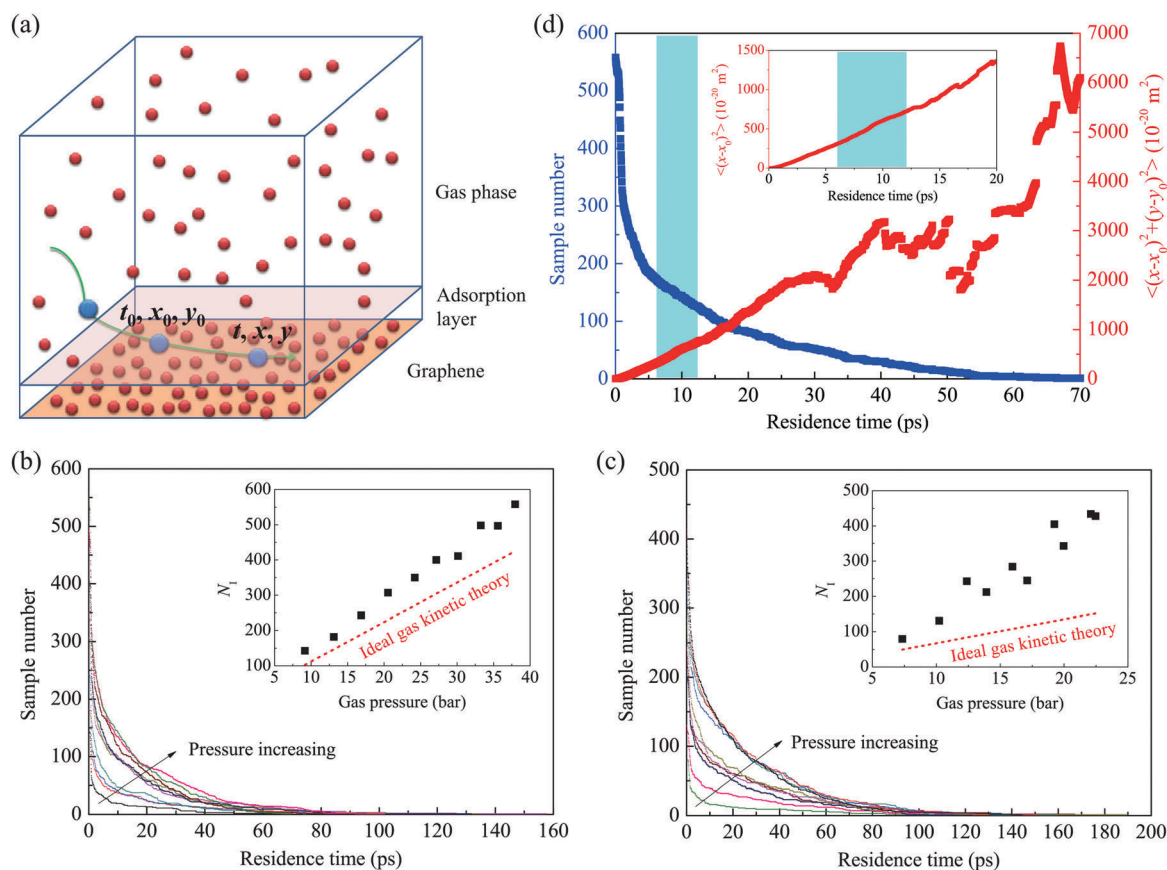 (a)
Gas phase
Adsorption
layer
t₀, x₀, y₀
t, x, y
Graphene
(d)
600
500
400
300
200
100
0
Sample number
0 10 20 30 40 50 60 70
Residence time (ps)
7000
6000
5000
4000
3000
2000
1000
0
<(x-x₀)²+(y-y₀)²> (10⁻²⁰ m²)
1500
1000
500
0
<(x-x₀)²> (10⁻²⁰ m²)
0 5 10 15 20
Residence time (ps)
(b)
600
500
400
300
200
100
0
Sample number
0 20 40 60 80 100 120 140 160
Residence time (ps)
Pressure increasing
600
500
400
300
200
100
N_I
5 10 15 20 25 30 35 40
Gas pressure (bar)
Ideal gas kinetic theory
(c)
500
400
300
200
100
0
Sample number
0 20 40 60 80 100 120 140 160 180 200
Residence time (ps)
Pressure increasing
500
400
300
200
100
0
N_I
5 10 15 20 25
Gas pressure (bar)
Ideal gas kinetic theory